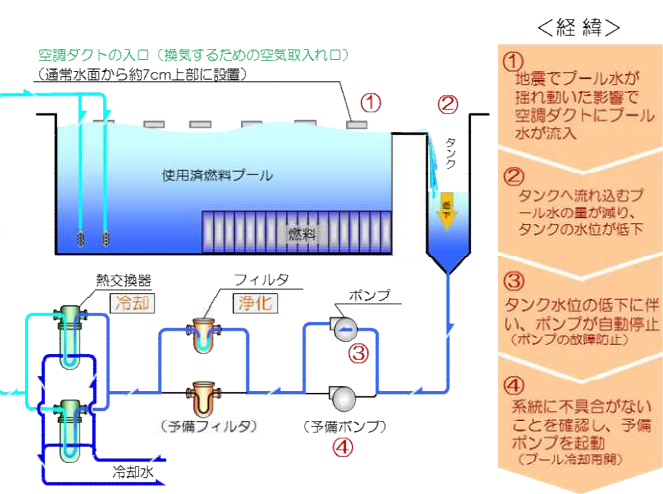 ＜経 緯＞
空調ダクトの入口（換気するための空気取入れ口）
（通常水面から約7cm上部に設置）
①
②
タンク
使用済燃料プール
低下
燃料
熱交換器
冷却
フィルタ
浄化
ポンプ
③
（予備フィルタ）
（予備ポンプ）
④
冷却水
①
地震でプール水が
揺れ動いた影響で
空調ダクトにプール
水が流入
②
タンクへ流れ込むプ
ール水の量が減り、
タンクの水位が低下
③
タンク水位の低下に伴
い、ポンプが自動停止
（ポンプの故障防止）
④
系統に不具合がない
ことを確認し、予備
ポンプを起動
（プール冷却再開）